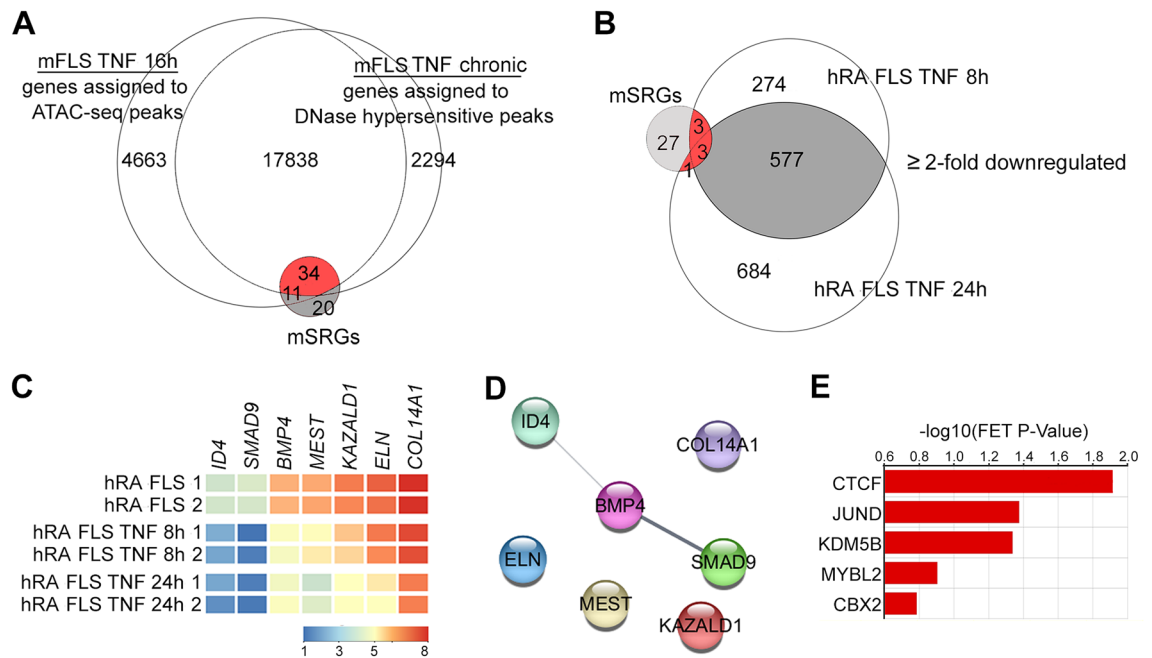 A
mFLS TNF 16h
genes assigned to
ATAC-seq peaks
mFLS TNF chronic
genes assigned to
DNase hypersensitive peaks
4663
17838
2294
34
11
20
mSRGs
B
274
hRA FLS TNF 8h
mSRGs
27
3
3
1
577
≥ 2-fold downregulated
684
hRA FLS TNF 24h
C
ID4
SMAD9
BMP4
MEST
KAZALD1
ELN
COL14A1
hRA FLS 1
hRA FLS 2
hRA FLS TNF 8h 1
hRA FLS TNF 8h 2
hRA FLS TNF 24h 1
hRA FLS TNF 24h 2
1 3 5 8
D
ID4
COL14A1
BMP4
ELN
SMAD9
MEST
KAZALD1
E
-log10(FET P-Value)
0.6 0.8 1.0 1.2 1.4 1.6 1.8 2.0
CTCF
JUND
KDM5B
MYBL2
CBX2